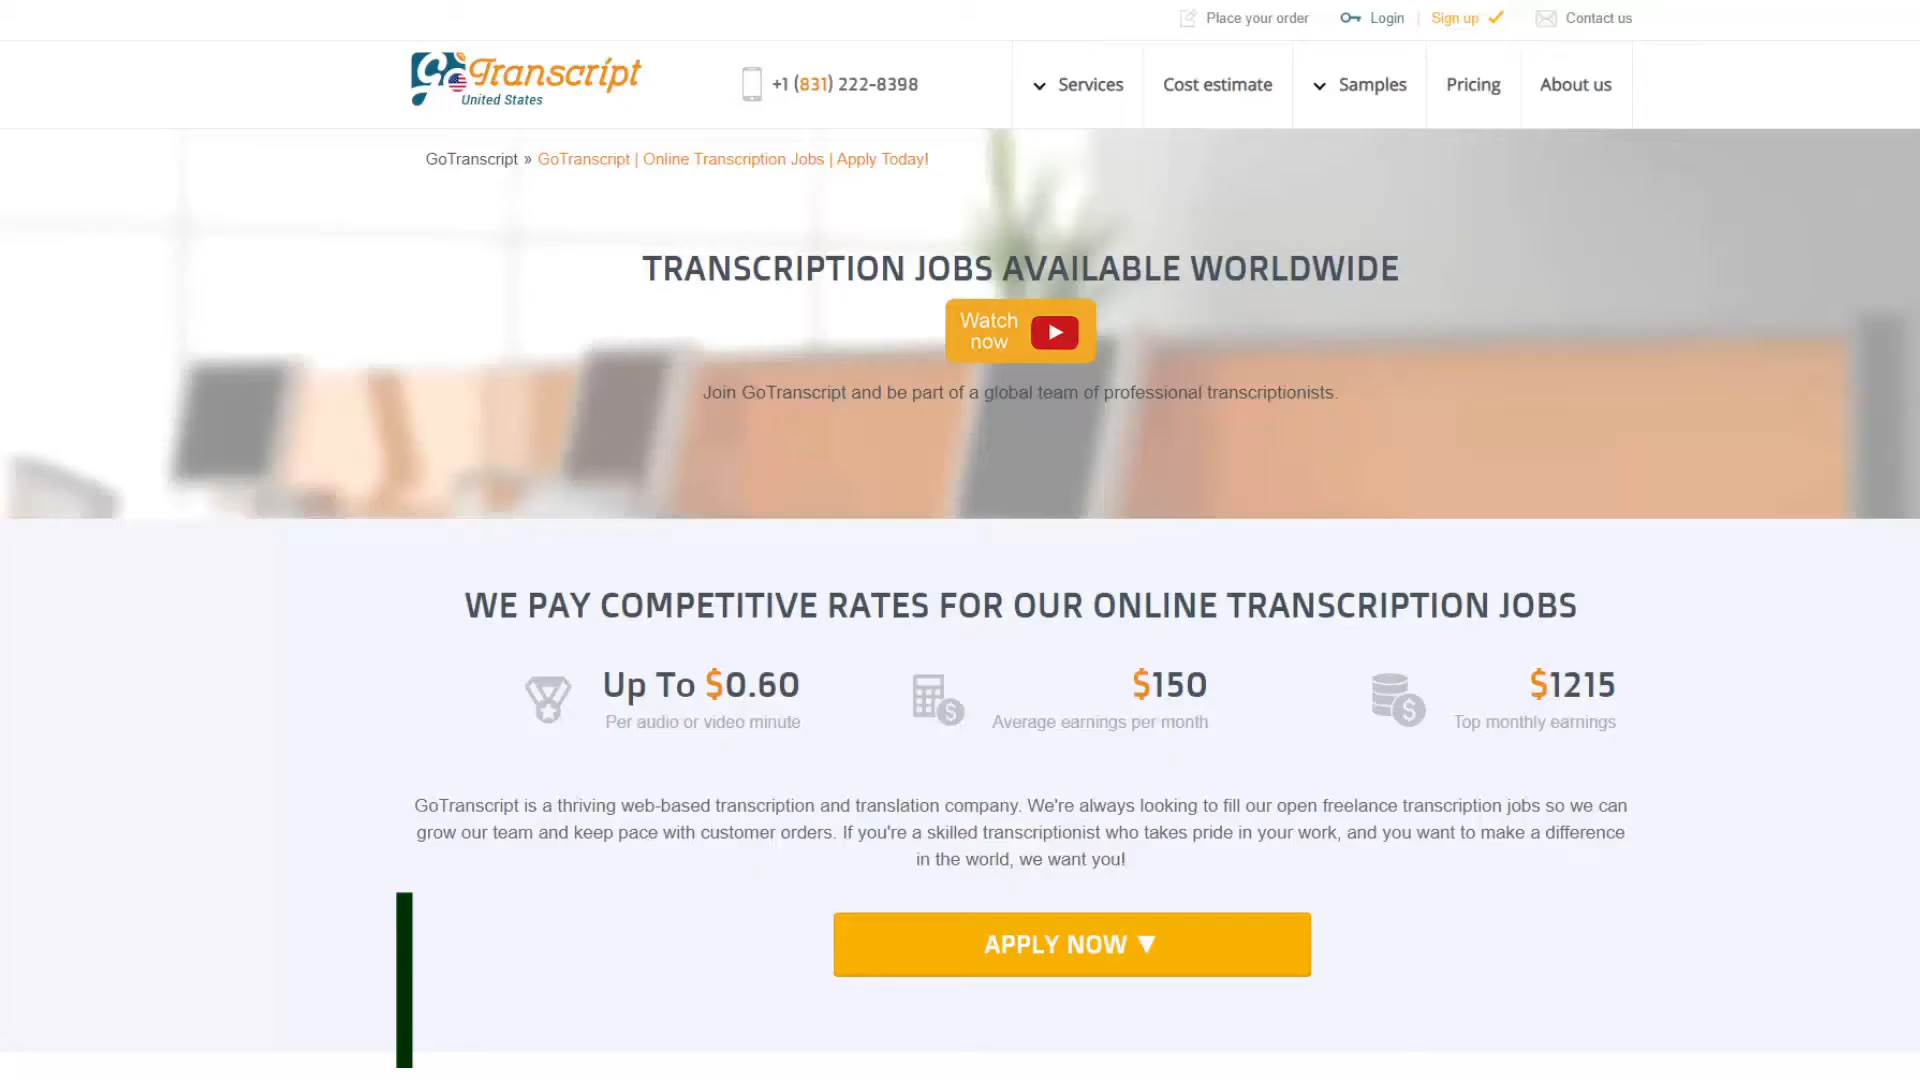 Place your order
Login | Sign up
Contact us
GoTranscript
United States
+1 (831) 222-8398
Services
Cost estimate
Samples
Pricing
About us
GoTranscript » GoTranscript | Online Transcription Jobs | Apply Today!
TRANSCRIPTION JOBS AVAILABLE WORLDWIDE
Watch
now
Join GoTranscript and be part of a global team of professional transcriptionists.
WE PAY COMPETITIVE RATES FOR OUR ONLINE TRANSCRIPTION JOBS
Up To $0.60
Per audio or video minute
$150
Average earnings per month
$1215
Top monthly earnings
GoTranscript is a thriving web-based transcription and translation company. We're always looking to fill our open freelance transcription jobs so we can
grow our team and keep pace with customer orders. If you're a skilled transcriptionist who takes pride in your work, and you want to make a difference
in the world, we want you!
APPLY NOW ▼